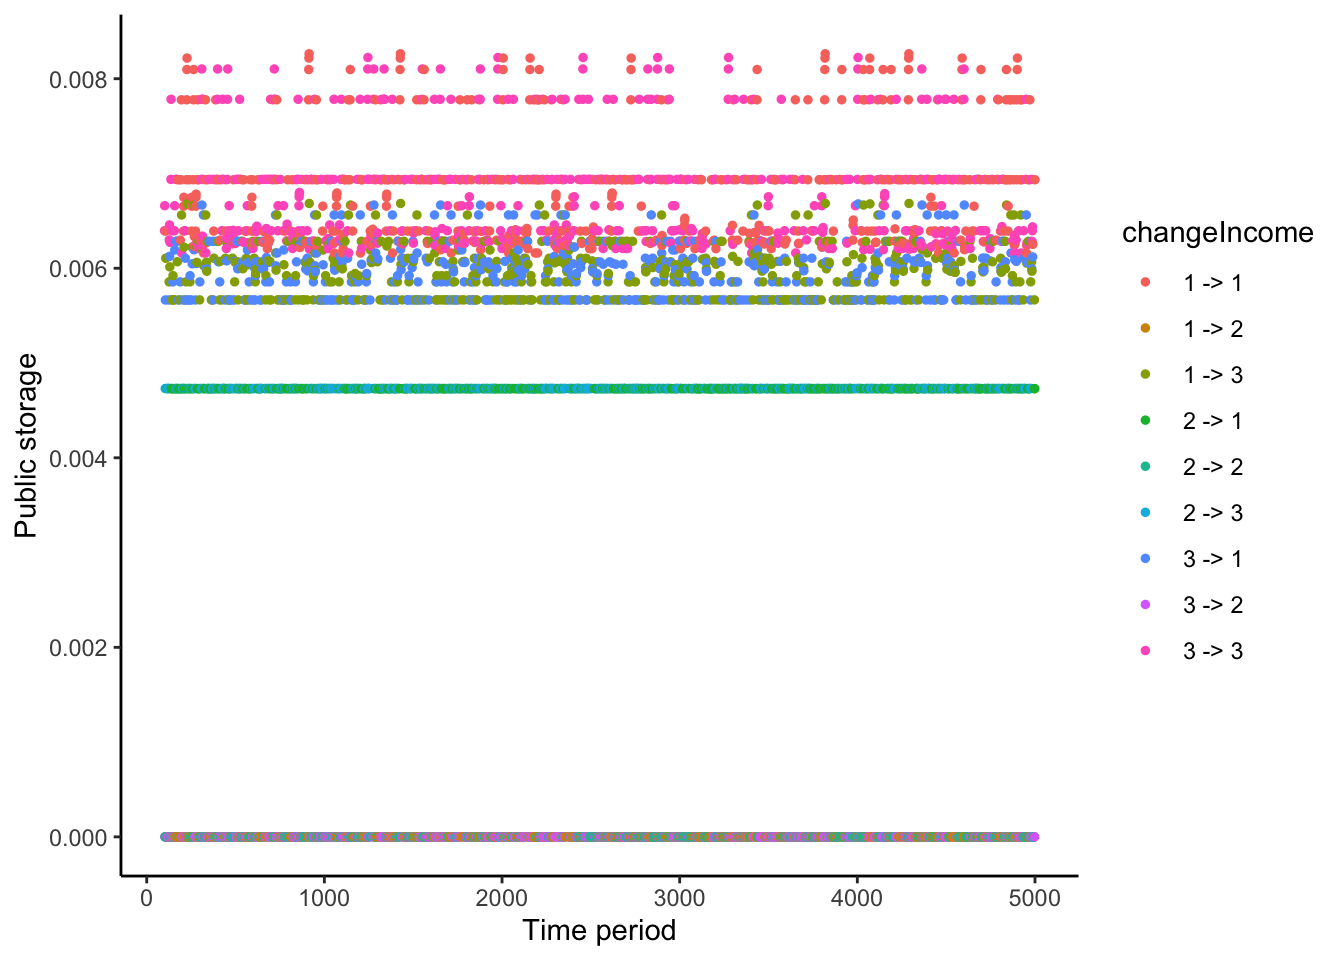 0.008
0.006
0.004
0.002
0.000
Public storage
0
1000
2000
3000
4000
5000
Time period
changeIncome
1 -> 1
1 -> 2
1 -> 3
2 -> 1
2 -> 2
2 -> 3
3 -> 1
3 -> 2
3 -> 3